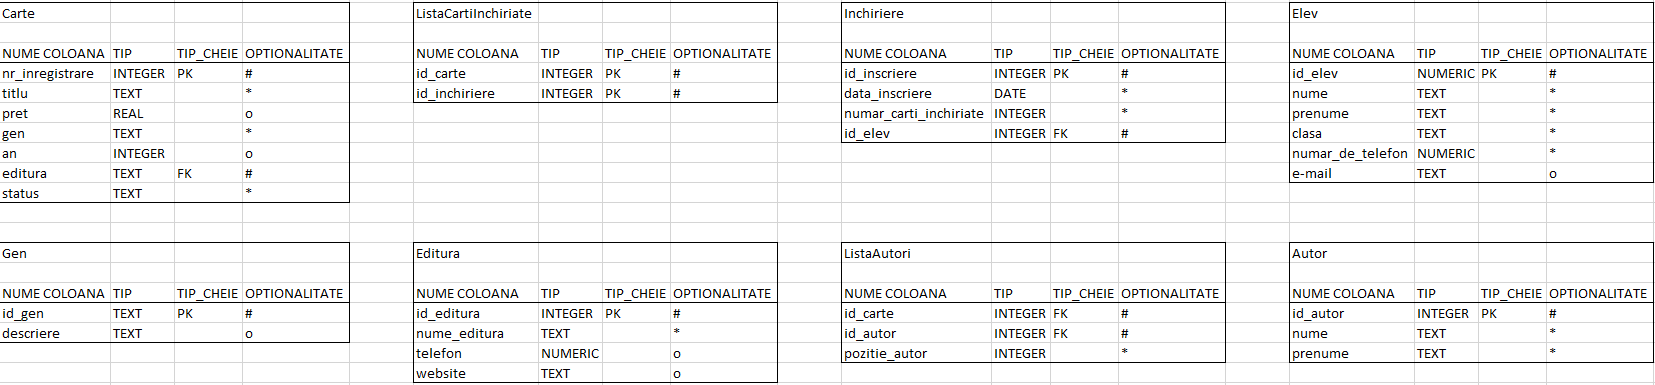 Carte
NUME COLOANA TIP TIP_CHEIE OPTIONALITATE
nr_inregistrare INTEGER PK #
titlu TEXT *
pret REAL o
gen TEXT *
an INTEGER o
editura TEXT FK #
status TEXT *
ListaCartiInchiriate
NUME COLOANA TIP TIP_CHEIE OPTIONALITATE
id_carte INTEGER PK #
id_inchiriere INTEGER PK #
Inchiriere
NUME COLOANA TIP TIP_CHEIE OPTIONALITATE
id_inscriere INTEGER PK #
data_inscriere DATE *
numar_carti_inchiriate INTEGER *
id_elev INTEGER FK #
Elev
NUME COLOANA TIP TIP_CHEIE OPTIONALITATE
id_elev NUMERIC PK #
nume TEXT *
prenume TEXT *
clasa TEXT *
numar_de_telefon NUMERIC *
e-mail TEXT o
Gen
NUME COLOANA TIP TIP_CHEIE OPTIONALITATE
id_gen TEXT PK #
descriere TEXT o
Editura
NUME COLOANA TIP TIP_CHEIE OPTIONALITATE
id_editura INTEGER PK #
nume_editura TEXT *
telefon NUMERIC o
website TEXT o
ListaAutori
NUME COLOANA TIP TIP_CHEIE OPTIONALITATE
id_carte INTEGER FK #
id_autor INTEGER FK #
pozitie_autor INTEGER *
Autor
NUME COLOANA TIP TIP_CHEIE OPTIONALITATE
id_autor INTEGER PK #
nume TEXT *
prenume TEXT *